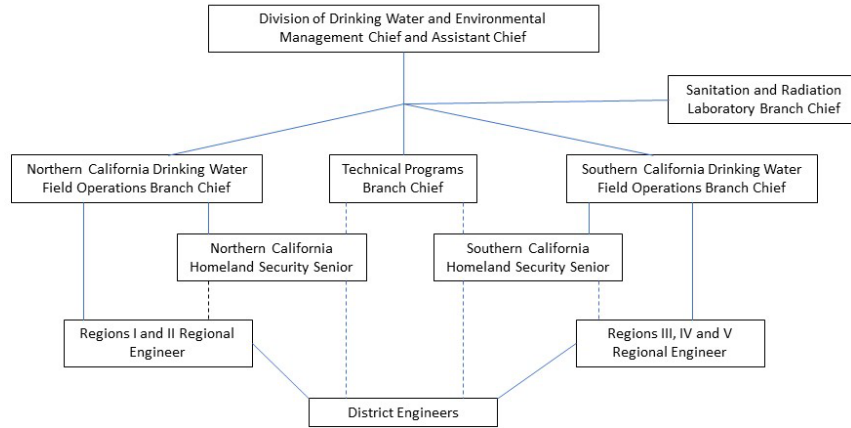 Division of Drinking Water and Environmental
Management Chief and Assistant Chief
Sanitation and Radiation
Laboratory Branch Chief
Northern California Drinking Water
Field Operations Branch Chief
Technical Programs
Branch Chief
Southern California Drinking Water
Field Operations Branch Chief
Northern California
Homeland Security Senior
Southern California
Homeland Security Senior
Regions I and II Regional
Engineer
Regions III, IV and V
Regional Engineer
District Engineers